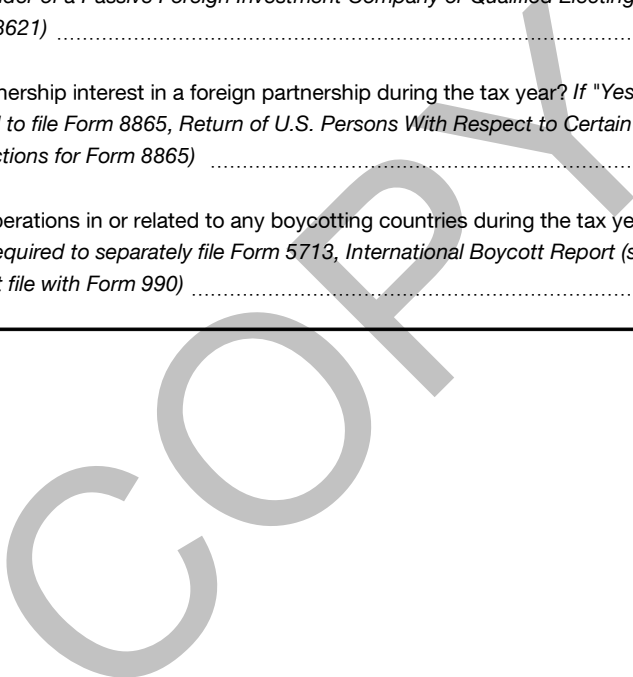 of a Passive Foreign Investment Company or Qualified Electing
8621)
nership interest in a foreign partnership during the tax year? If "Yes
to file Form 8865, Return of U.S. Persons With Respect to Certain
ctions for Form 8865)
perations in or related to any boycotting countries during the tax ye
equired to separately file Form 5713, International Boycott Report (s
t file with Form 990)
COPY